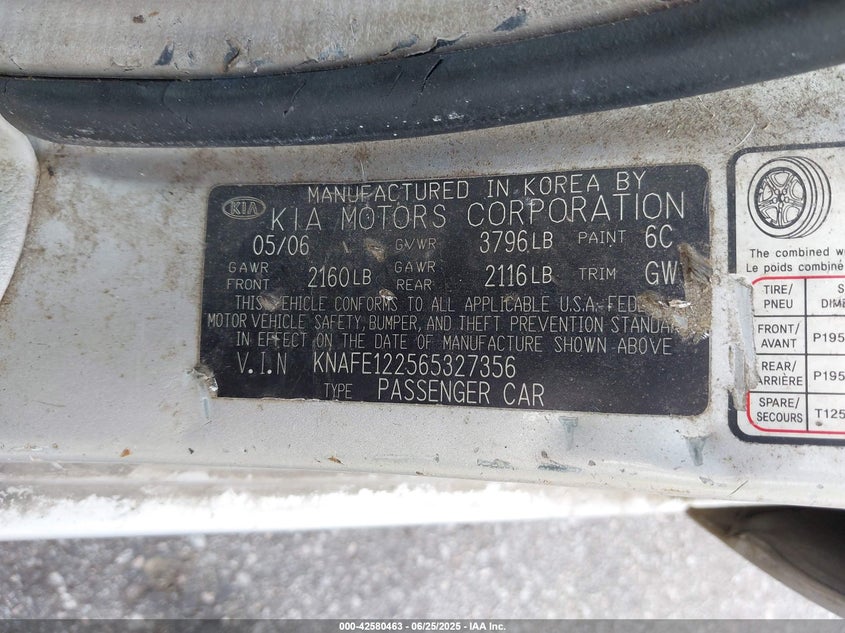 MANUFACTURED IN KOREA BY
KIA KIA MOTORS CORPORATION
05/06 GVWR 3796LB PAINT 6C
GAWR FRONT 2160LB GAWR REAR 2116LB TRIM GW
THIS VEHICLE CONFORMS TO ALL APPLICABLE U.S.A. FEDE
MOTOR VEHICLE SAFETY, BUMPER, AND THEFT PREVENTION STANDA
IN EFFECT ON THE DATE OF MANUFACTURE SHOWN ABOVE
V.I.N KNAFE122565327356
TYPE PASSENGER CAR
The combined w
Le poids combiné
TIRE/ PNEU S DIME
FRONT/ AVANT P195
REAR/ ARRIÈRE P195
SPARE/ SECOURS T125
000-42580463 - 06/25/2025 - IAA Inc.